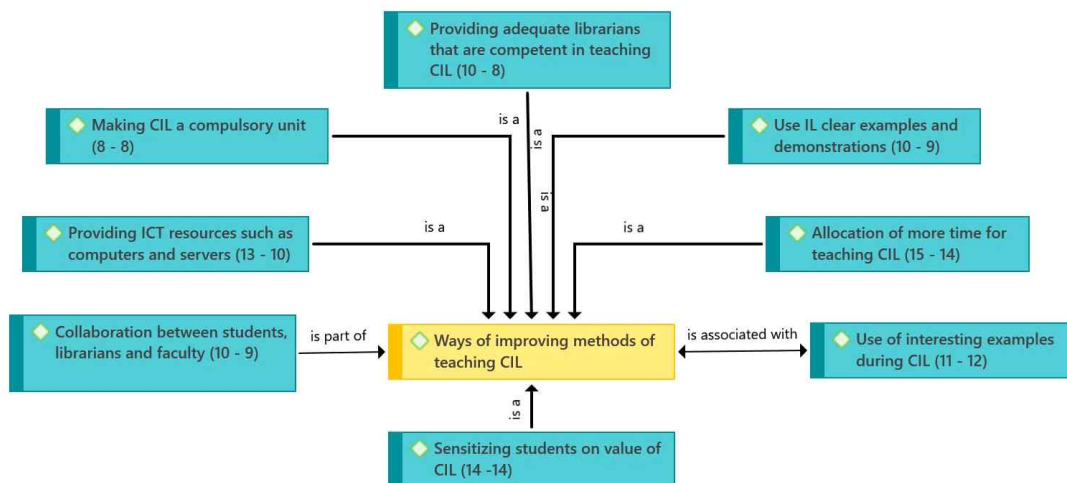 Providing adequate librarians
that are competent in teaching
CIL (10 - 8)
Making CIL a compulsory unit
(8 - 8)
is a
is a
Use IL clear examples and
demonstrations (10 - 9)
is a
Providing ICT resources such as
computers and servers (13 - 10)
is a
is a
Allocation of more time for
teaching CIL (15 - 14)
Collaboration between students,
librarians and faculty (10 - 9)
is part of
Ways of improving methods of
teaching CIL
is associated with
Use of interesting examples
during CIL (11 - 12)
is a
Sensitizing students on value of
CIL (14 -14)